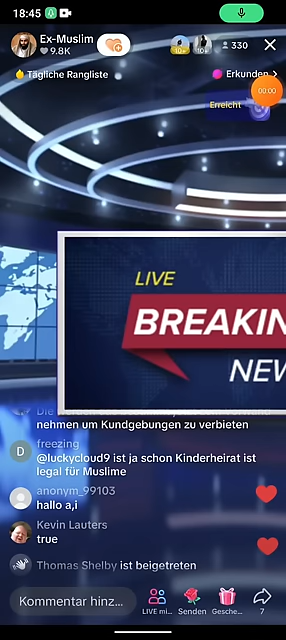 18:45
Ex-Muslim
9.8K
10+
10+
330
Tägliche Rangliste
Erkunden
00:00
Erreicht
LIVE
BREAKIN
NEW
nehmen um Kundgebungen zu verbieten
freezing
D
@luckycloud9 ist ja schon Kinderheirat ist
legal für Muslime
anonym_99103
hallo a,i
Kevin Lauters
true
Thomas Shelby ist beigetreten
Kommentar hinz...
LIVE mi...
Senden
Gesche...
7